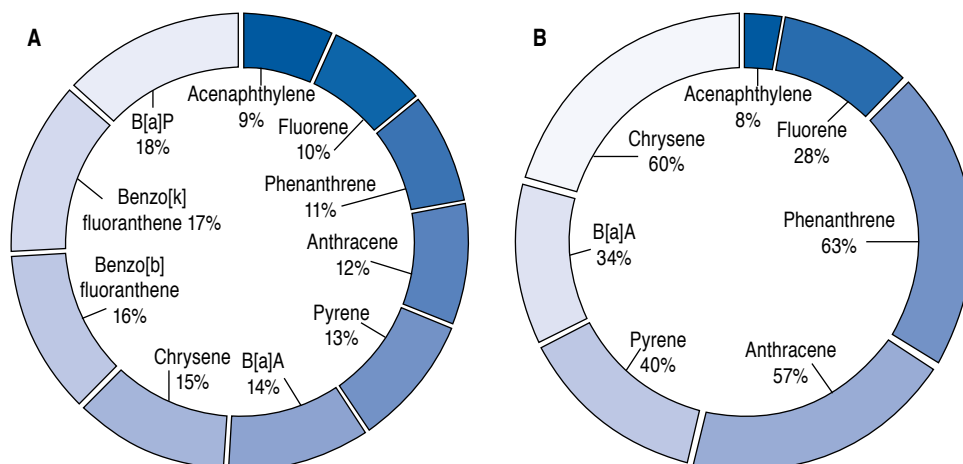 A
Acenaphthylene
9%
Fluorene
10%
Phenanthrene
11%
Anthracene
12%
Pyrene
13%
B[a]A
14%
Chrysene
15%
Benzo[b]
fluoranthene
16%
Benzo[k]
fluoranthene 17%
B[a]P
18%
B
Acenaphthylene
8%
Fluorene
28%
Phenanthrene
63%
Anthracene
57%
Pyrene
40%
B[a]A
34%
Chrysene
60%